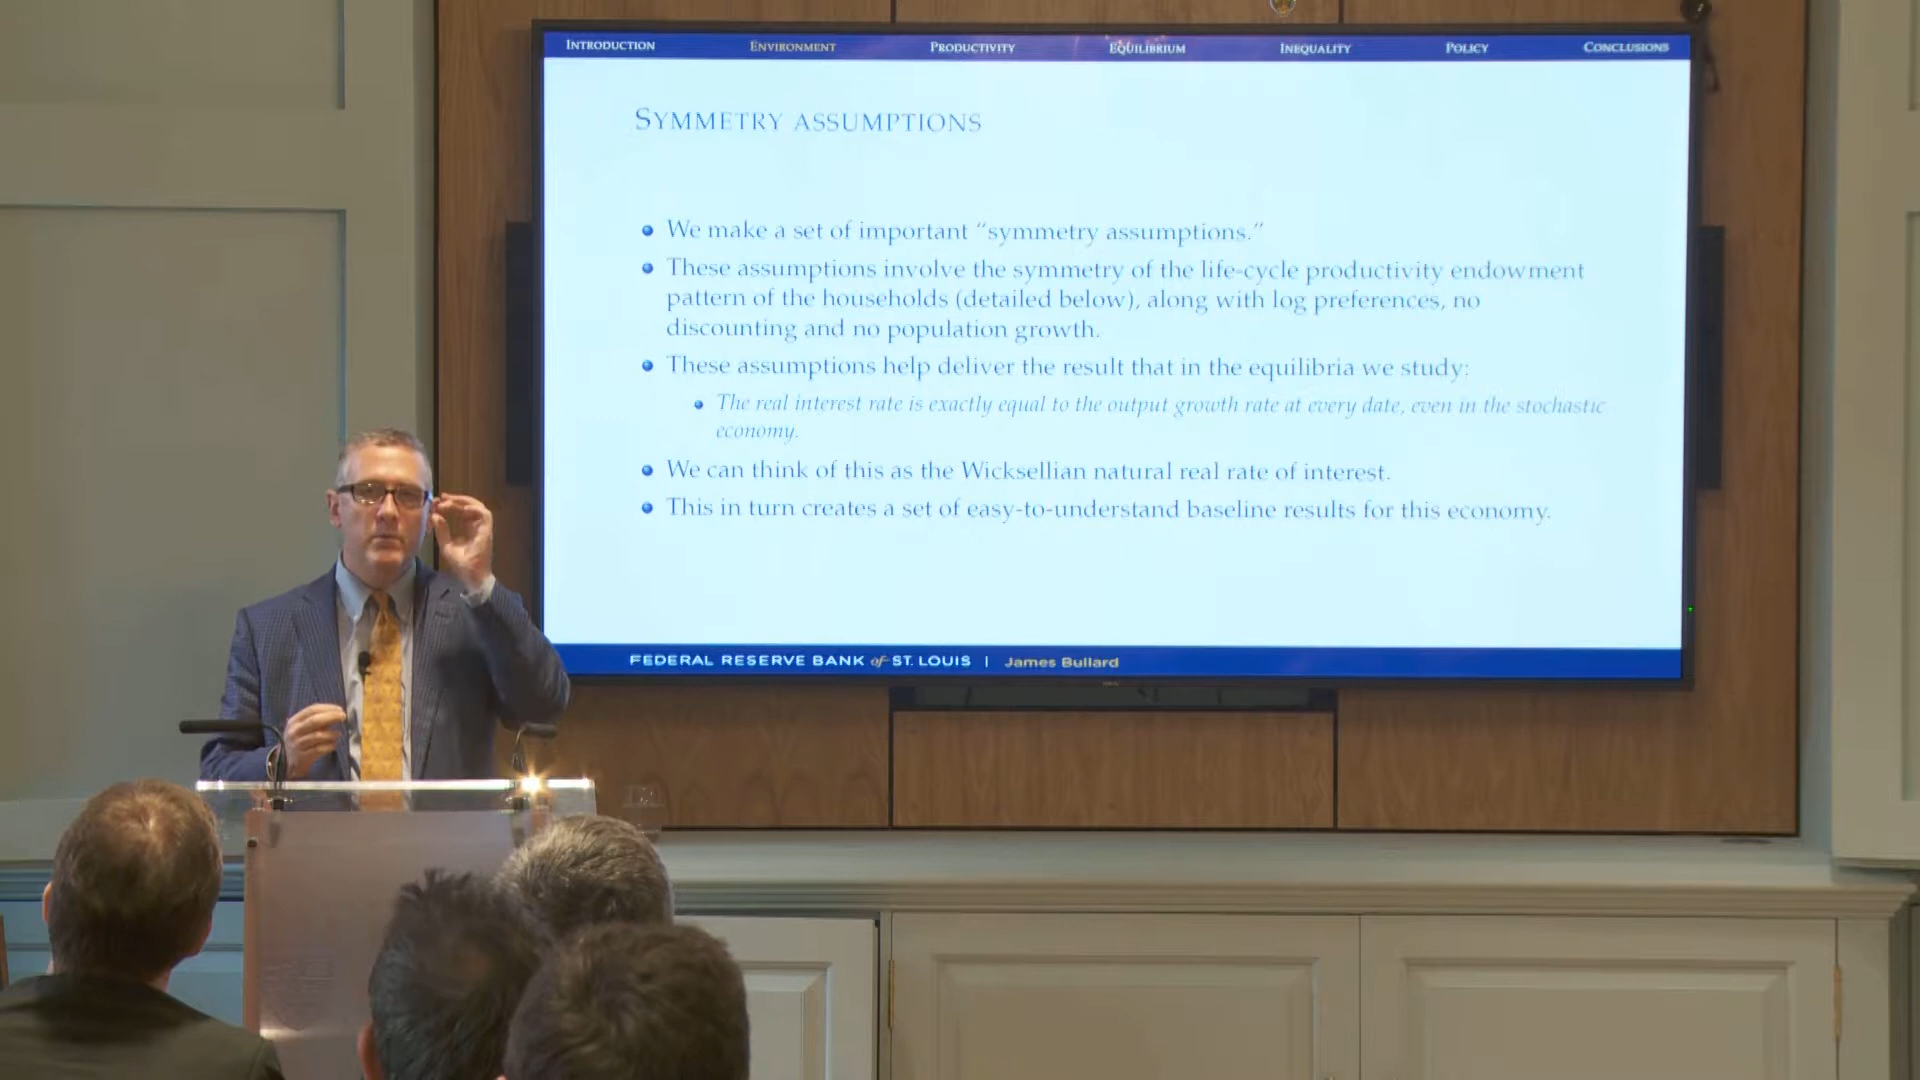 INTRODUCTION ENVIRONMENT PRODUCTIVITY EQUILIBRIUM INEQUALITY POLICY CONCLUSIONS
SYMMETRY ASSUMPTIONS
We make a set of important “symmetry assumptions.”
These assumptions involve the symmetry of the life-cycle productivity endowment
pattern of the households (detailed below), along with log preferences, no
discounting and no population growth.
These assumptions help deliver the result that in the equilibria we study:
The real interest rate is exactly equal to the output growth rate at every date, even in the stochastic
economy.
We can think of this as the Wicksellian natural real rate of interest.
This in turn creates a set of easy-to-understand baseline results for this economy.
FEDERAL RESERVE BANK of ST. LOUIS | James Bullard